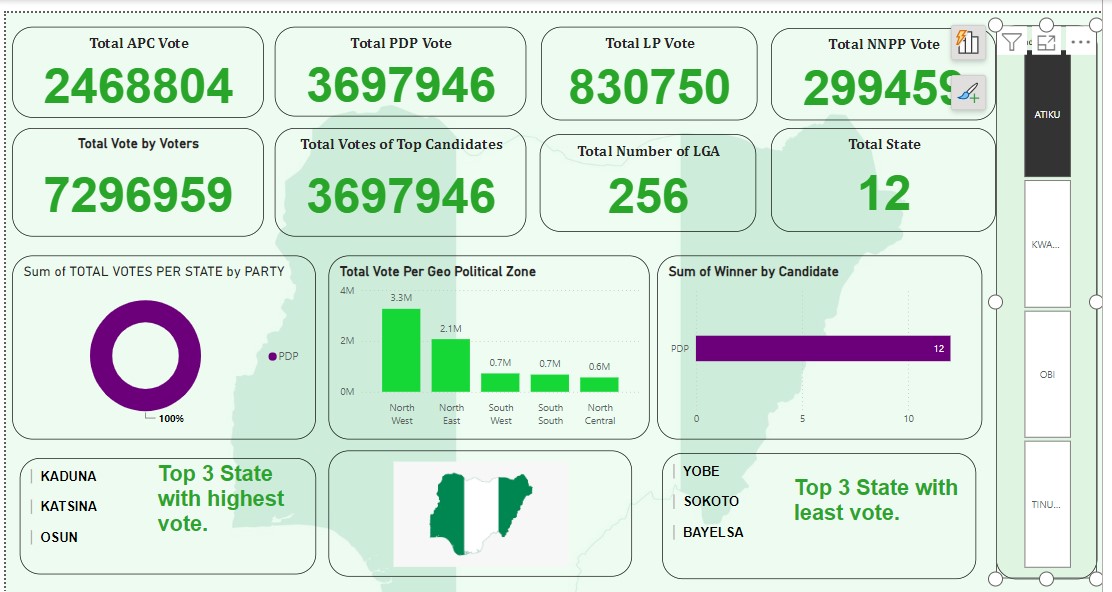 Total APC Vote
2468804
Total PDP Vote
3697946
Total LP Vote
830750
Total NNPP Vote
299459
Total Vote by Voters
7296959
Total Votes of Top Candidates
3697946
Total Number of LGA
256
Total State
12
ATIKU
KWA...
OBI
TINU...
Sum of TOTAL VOTES PER STATE by PARTY
PDP
100%
Total Vote Per Geo Political Zone
4M
2M
0M
3.3M
2.1M
0.7M
0.7M
0.6M
North
West
North
East
South
West
South
South
North
Central
Sum of Winner by Candidate
PDP
12
0
5
10
KADUNA
KATSINA
OSUN
Top 3 State
with highest
vote.
YOBE
SOKOTO
BAYELSA
Top 3 State with
least vote.